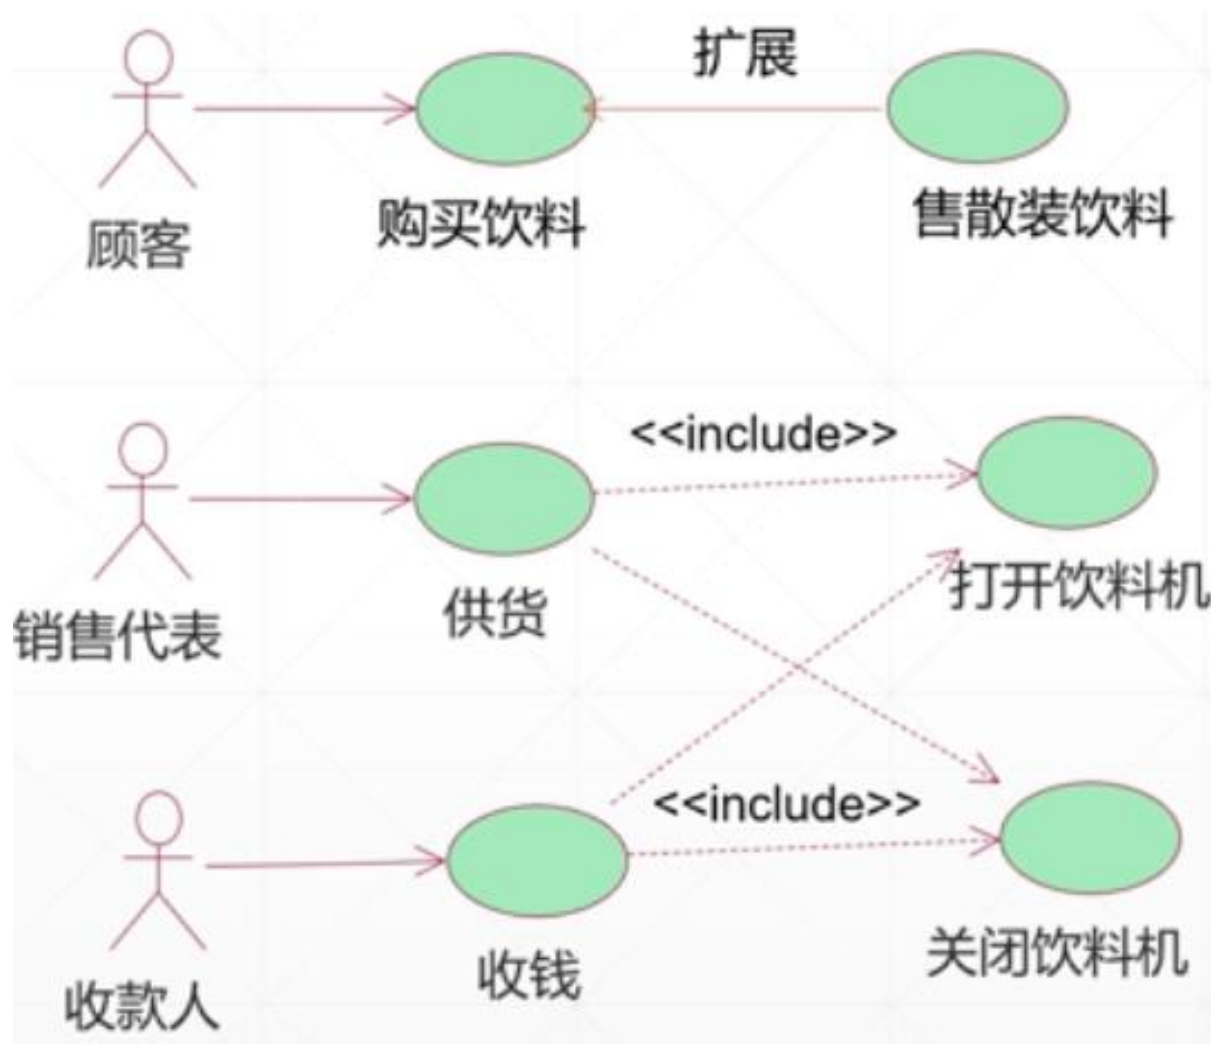 扩展
顾客
购买饮料
售散装饮料
<<include>>
销售代表
供货
打开饮料机
<<include>>
收款人
收钱
关闭饮料机